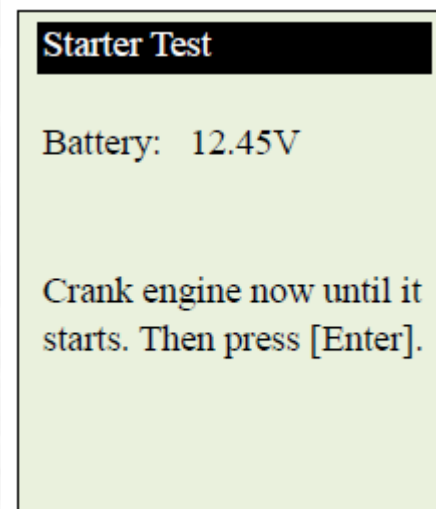 Starter Test
Battery: 12.45V
Crank engine now until it
starts. Then press [Enter].